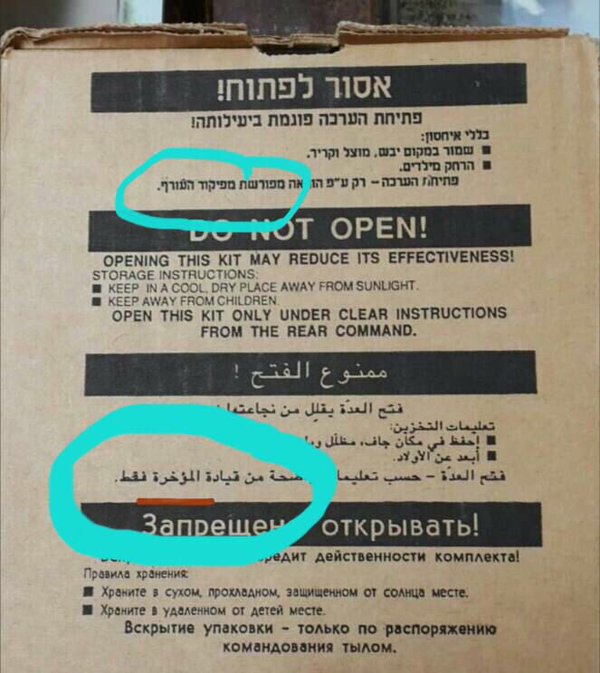 אסור לפתוח!
פתיחת הערכה פוגמת ביעילותה!
כללי איחסון:
■ שמור במקום יבש, מוצל וקריר.
■ הרחק מילדים.
פתיחת הערכה – רק ע"פ מפורשת מפיקוד העורף.
DO NOT OPEN!
OPENING THIS KIT MAY REDUCE ITS EFFECTIVENESS!
STORAGE INSTRUCTIONS:
■ KEEP IN A COOL, DRY PLACE AWAY FROM SUNLIGHT.
■ KEEP AWAY FROM CHILDREN.
OPEN THIS KIT ONLY UNDER CLEAR INSTRUCTIONS
FROM THE REAR COMMAND.
ممنوع الفتح !
فتح العدّة يقلل من نجاعتها
تعليمات التخزين:
■ إحفظ في مكان جاف، مظلّل
■ أبعد عن الأولاد.
فتح العدّة – حسب من قيادة المؤخرة فقط.
Запрещено открывать!
действенности комплекта!
Правила хранения:
■ Храните в сухом, прохладном, защищенном от солнца месте.
■ Храните в удаленном от детей месте.
Вскрытие упаковки – только по распоряжению
командования тылом.